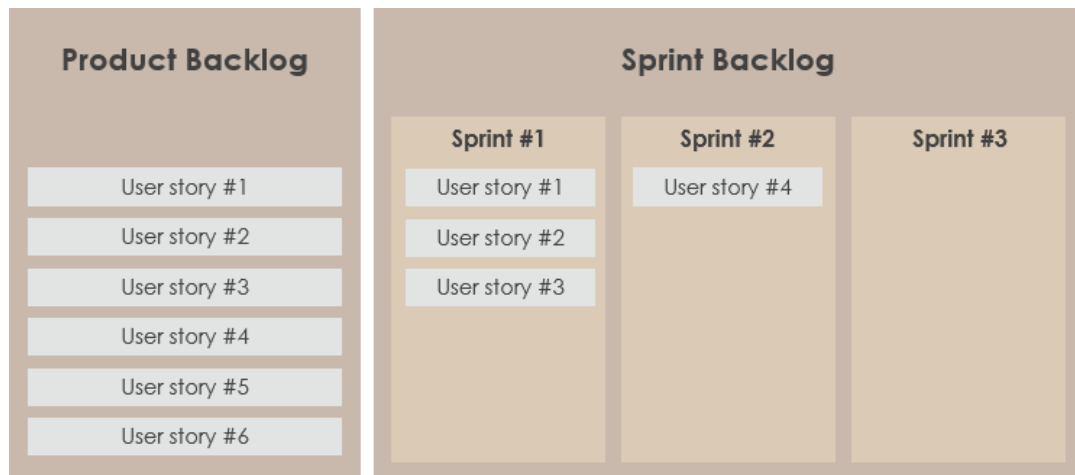 Product Backlog
User story #1
User story #2
User story #3
User story #4
User story #5
User story #6
Sprint Backlog
Sprint #1
User story #1
User story #2
User story #3
Sprint #2
User story #4
Sprint #3